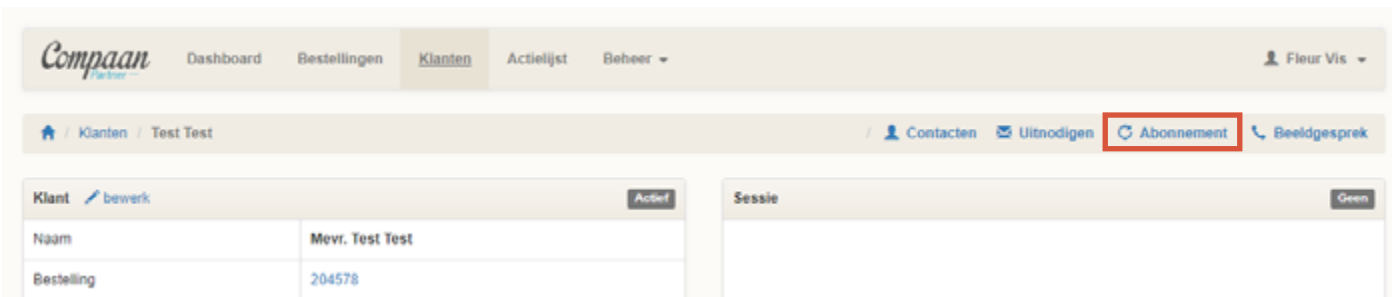 Compaan Dashboard Bestellingen Klanten Actielijst Beheer Fleur Vis
Partner
/ Klanten / Test Test / Contacten Uitnodigen Abonnement Beeldgesprek
Klant bewerk Actief Sessie Geen
Naam Mevr. Test Test
Bestelling 204578